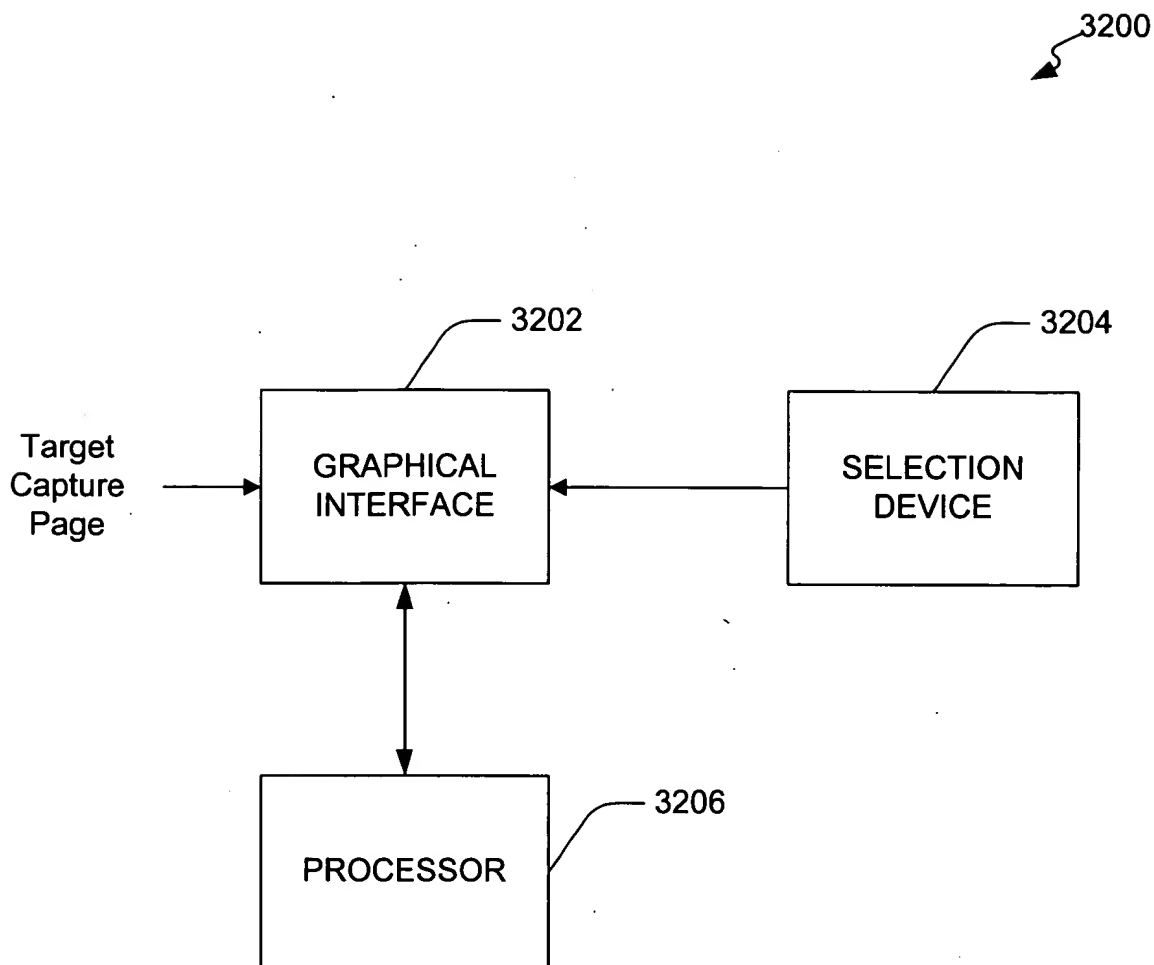 3200
3202
3204
Target
Capture
Page
GRAPHICAL
INTERFACE
SELECTION
DEVICE
3206
PROCESSOR